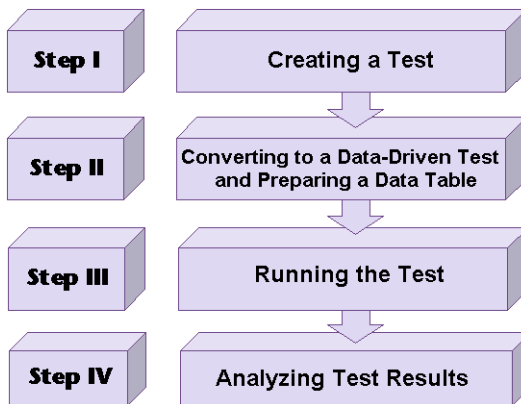 Step I
Creating a Test
Step II
Converting to a Data-Driven Test
and Preparing a Data Table
Step III
Running the Test
Step IV
Analyzing Test Results